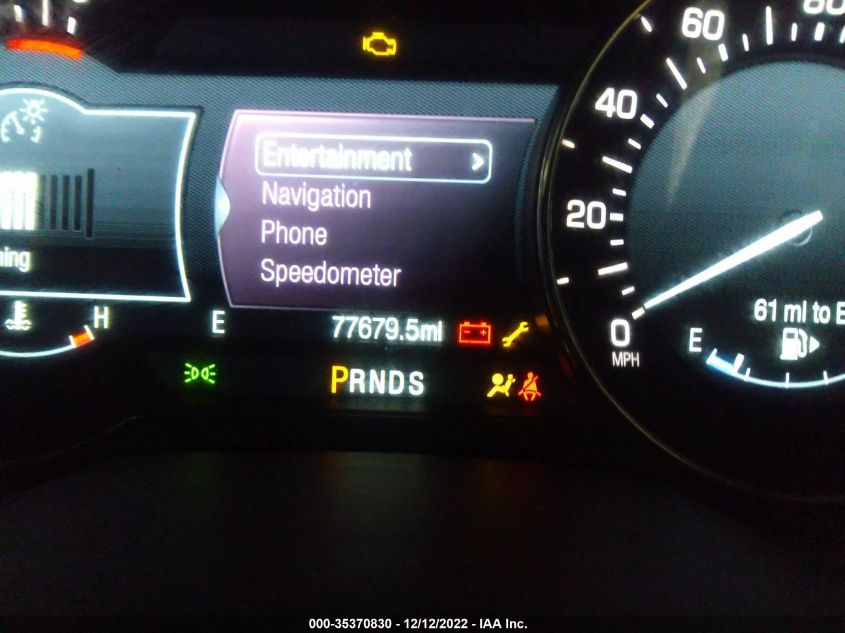 60
40
20
0
MPH
Entertainment >
Navigation
Phone
Speedometer
H
E
77679.5mi
PRNDS
61 mi to E
E
000-35370830 - 12/12/2022 - IAA Inc.